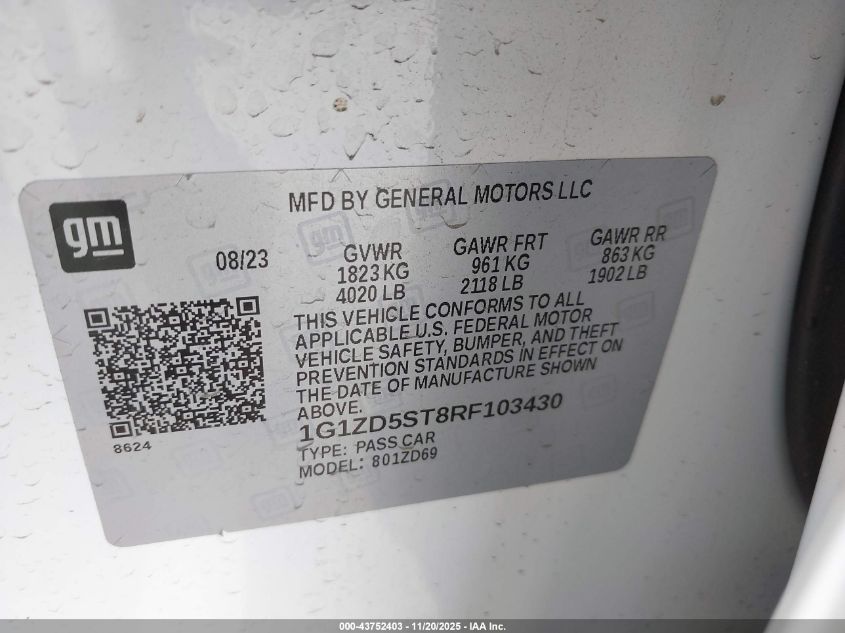 gm
MFD BY GENERAL MOTORS LLC
08/23
GVWR
1823 KG
4020 LB
GAWR FRT
961 KG
2118 LB
GAWR RR
863 KG
1902 LB
THIS VEHICLE CONFORMS TO ALL
APPLICABLE U.S. FEDERAL MOTOR
VEHICLE SAFETY, BUMPER, AND THEFT
PREVENTION STANDARDS IN EFFECT ON
THE DATE OF MANUFACTURE SHOWN
ABOVE.
1G1ZD5ST8RF103430
TYPE: PASS CAR
MODEL: 801ZD69
8624
000-43752403 - 11/20/2025 - IAA Inc.